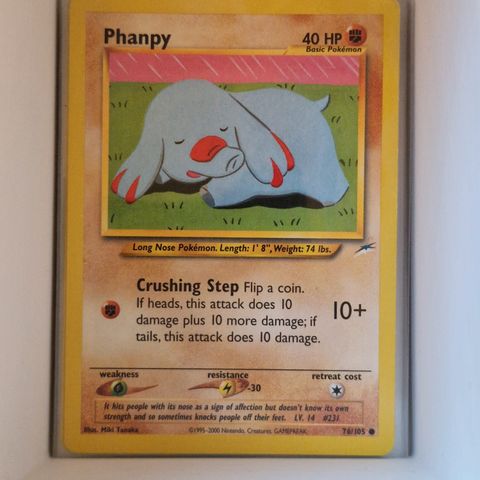 Phanpy
40 HP
Basic Pokémon
Long Nose Pokémon. Length: 1' 8", Weight: 74 lbs.
Crushing Step Flip a coin.
If heads, this attack does 10
damage plus 10 more damage; if
tails, this attack does 10 damage.
10+
weakness
resistance
retreat cost
-30
It hits people with its nose as a sign of affection but doesn't know its own
strength and so sometimes knocks people off their feet. LV. 14 #231
Illus. Miki Tanaka
©1995-2000 Nintendo, Creatures, GAMEFREAK.
76/105